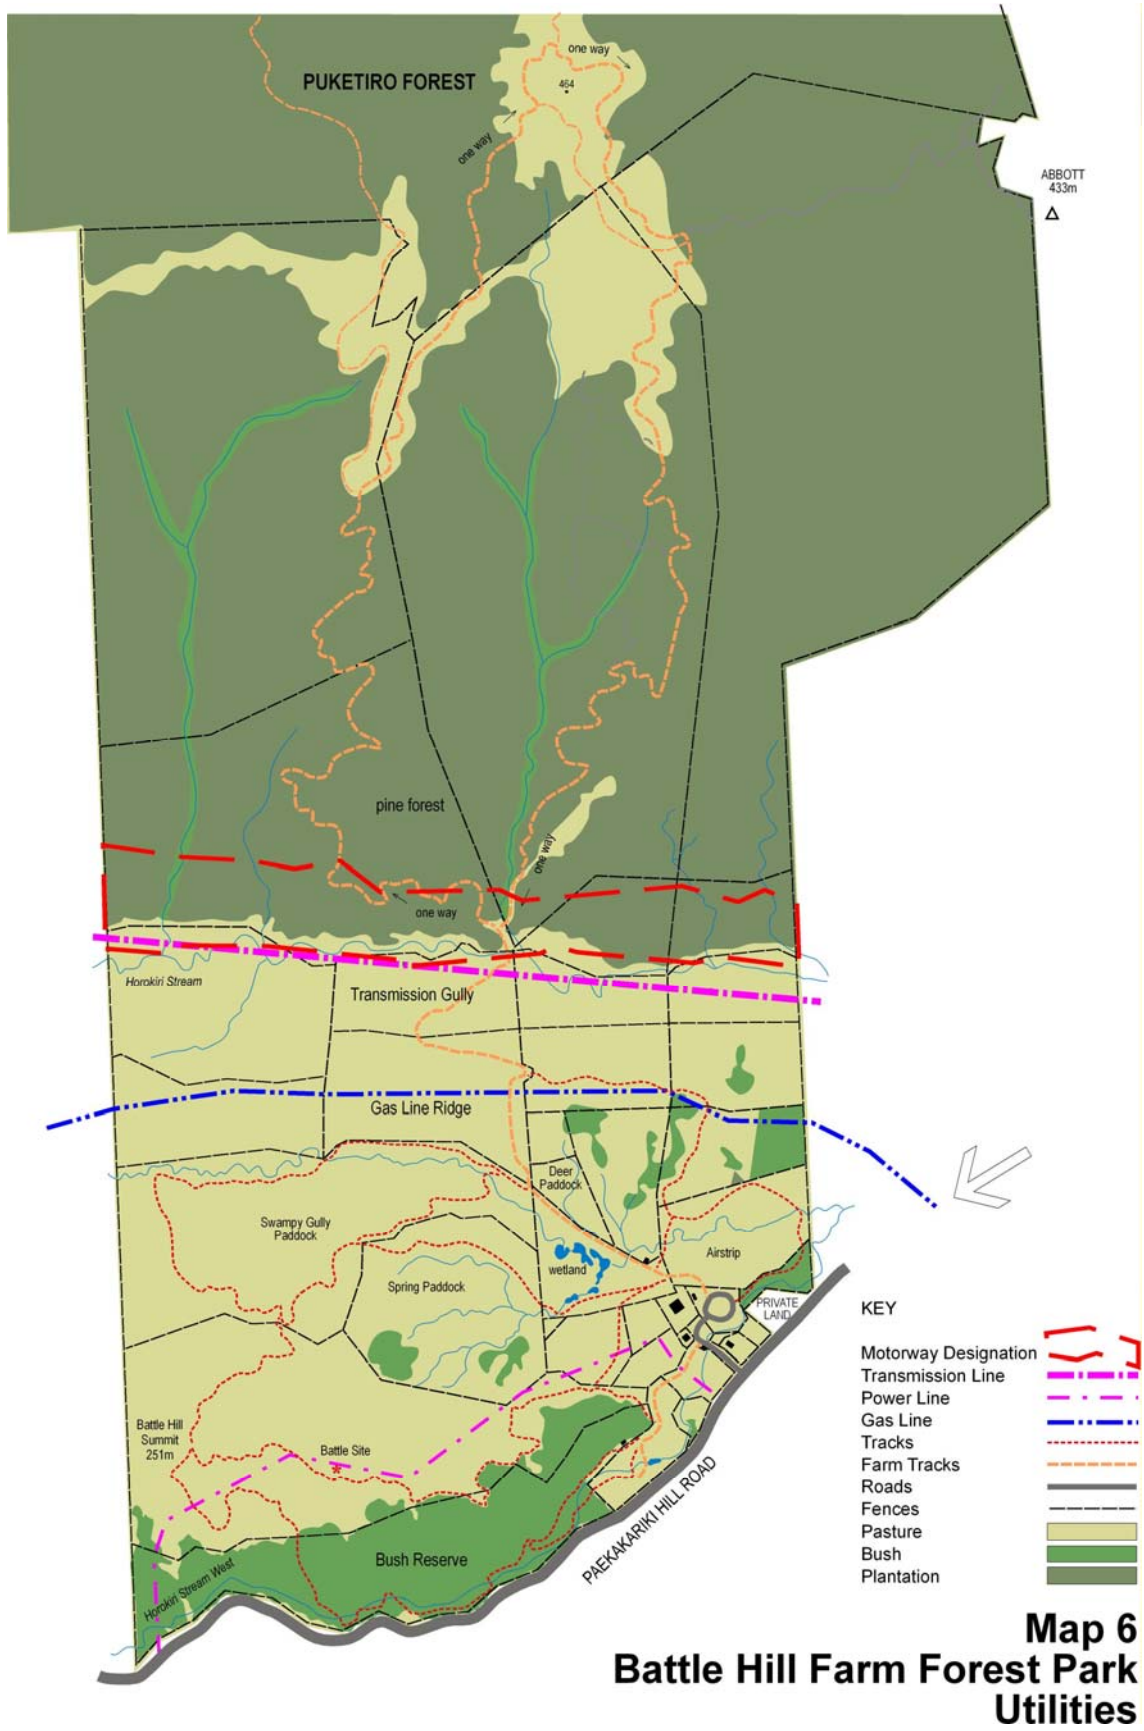 one way
PUKETIRO FOREST
464
one way
ABBOTT
433m
pine forest
one way
one way
Horokiri Stream
Transmission Gully
Gas Line Ridge
Deer
Paddock
Swampy Gully
Paddock
Airstrip
wetland
Spring Paddock
PRIVATE
LAND
KEY
Motorway Designation
Transmission Line
Power Line
Gas Line
Tracks
Farm Tracks
Roads
Fences
Pasture
Bush
Plantation
Battle Hill
Summit
251m
Battle Site
PAEKAKARIKI HILL ROAD
Bush Reserve
Horokiri Stream West
Map 6
Battle Hill Farm Forest Park
Utilities